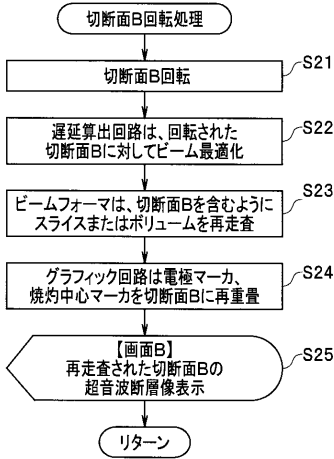 切断面B回転処理
切断面B回転
S21
遅延算出回路は、回転された
切断面Bに対してビーム最適化
S22
ビームフォーマは、切断面Bを含むように
スライスまたはボリュームを再走査
S23
グラフィック回路は電極マーカ、
焼灼中心マーカを切断面Bに再重畳
S24
【画面B】
再走査された切断面Bの
超音波断層像表示
S25
リターン